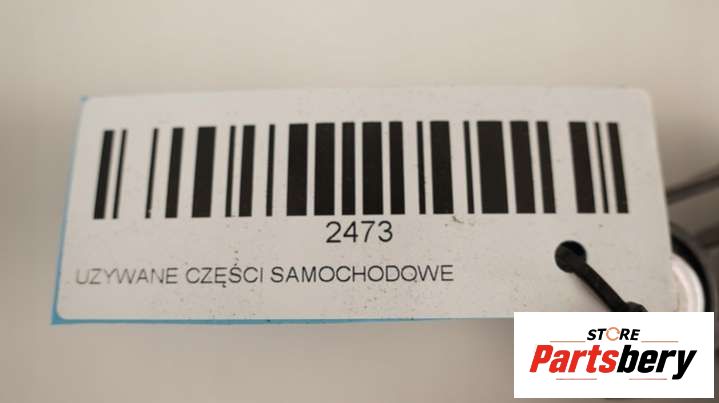 2473
UZYWANE CZĘŚCI SAMOCHODOWE
STORE
Partsbery